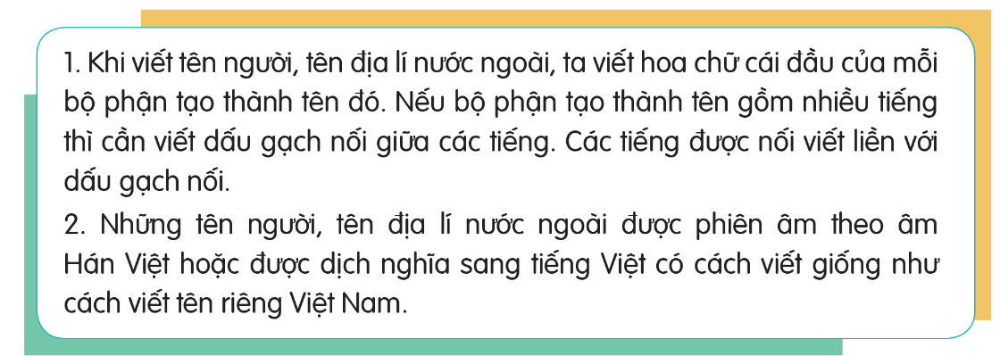 1. Khi viết tên người, tên địa lí nước ngoài, ta viết hoa chữ cái đầu của mỗi
bộ phận tạo thành tên đó. Nếu bộ phận tạo thành tên gồm nhiều tiếng
thì cần viết dấu gạch nối giữa các tiếng. Các tiếng được nối viết liền với
dấu gạch nối.
2. Những tên người, tên địa lí nước ngoài được phiên âm theo âm
Hán Việt hoặc được dịch nghĩa sang tiếng Việt có cách viết giống như
cách viết tên riêng Việt Nam.